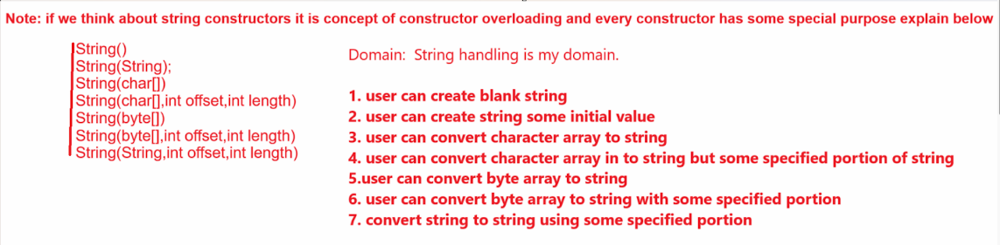 Note: if we think about string constructors it is concept of constructor overloading and every constructor has some special purpose explain below
String()
String(String);
String(char[])
String(char[],int offset,int length)
String(byte[])
String(byte[],int offset,int length)
String(String,int offset,int length)
Domain:  String handling is my domain.
1. user can create blank string
2. user can create string some initial value
3. user can convert character array to string
4. user can convert character array in to string but some specified portion of string
5.user can convert byte array to string
6. user can convert byte array to string with some specified portion
7. convert string to string using some specified portion